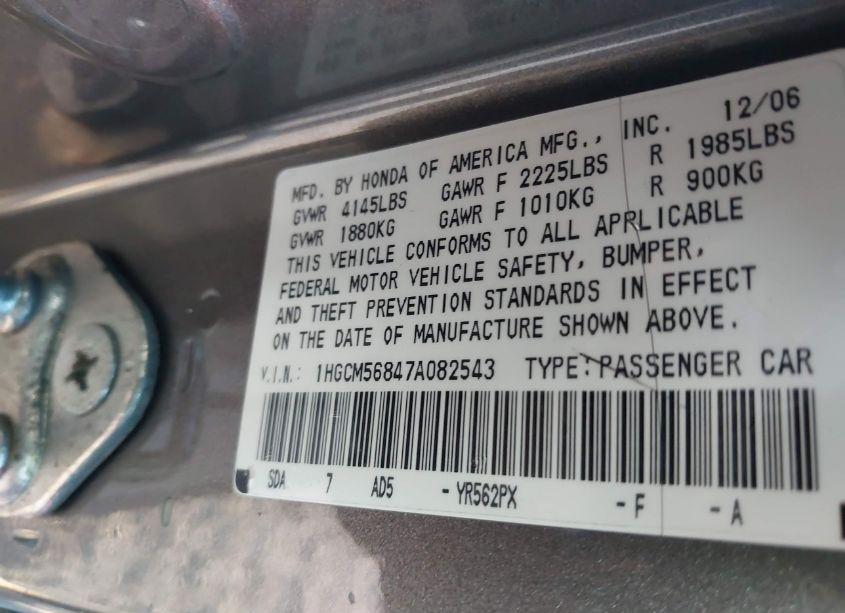 MFD. BY HONDA OF AMERICA MFG., INC. 12/06
GVWR 4145LBS GAWR F 2225LBS R 1985LBS
GVWR 1880KG GAWR F 1010KG R 900KG
THIS VEHICLE CONFORMS TO ALL APPLICABLE
FEDERAL MOTOR VEHICLE SAFETY, BUMPER,
AND THEFT PREVENTION STANDARDS IN EFFECT
ON THE DATE OF MANUFACTURE SHOWN ABOVE.
V.I.N.: 1HGCM56847A082543 TYPE:PASSENGER CAR
SDA 7 AD5 -YR562PX -F -A